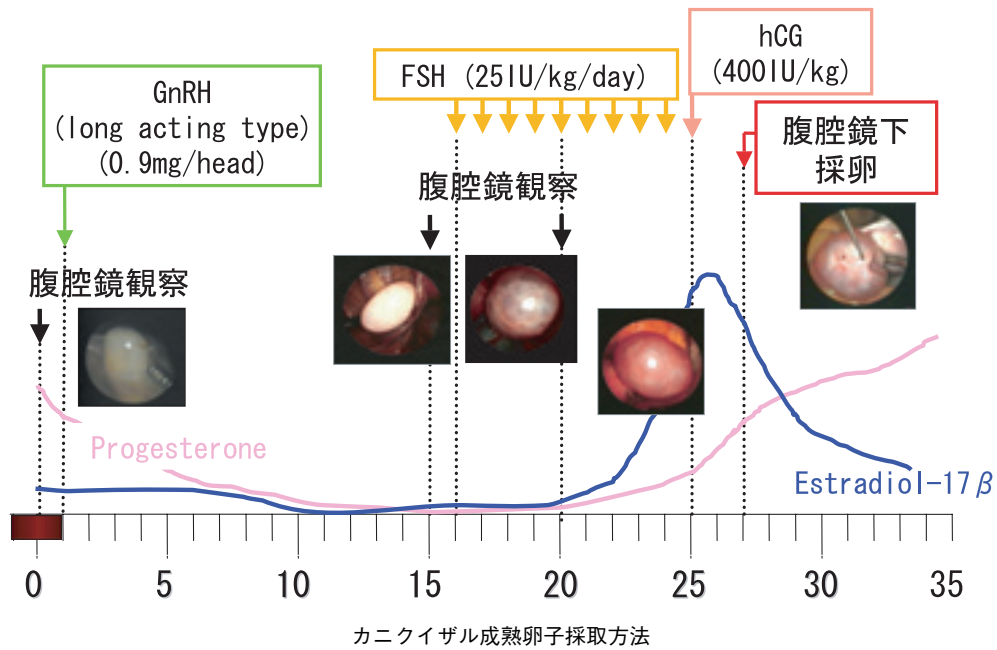 GnRH
(long acting type)
(0.9mg/head)
FSH (25IU/kg/day)
hCG
(400IU/kg)
腹腔鏡下
採卵
腹腔鏡観察
腹腔鏡観察
Progesterone
Estradiol-17β
0 5 10 15 20 25 30 35
カニクイザル成熟卵子採取方法